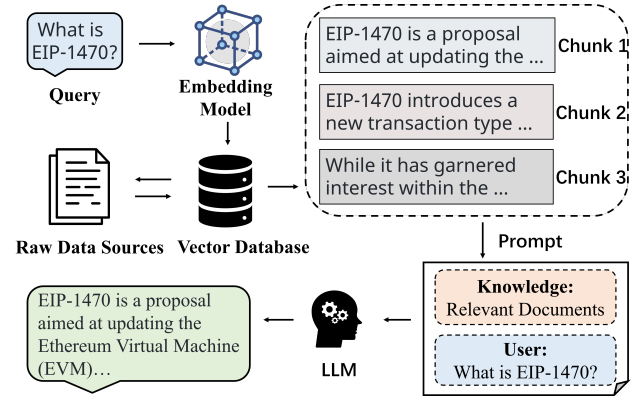 What is
EIP-1470?
Query
Embedding
Model
EIP-1470 is a proposal
aimed at updating the ...
Chunk 1
EIP-1470 introduces a
new transaction type ...
Chunk 2
While it has garnered
interest within the ...
Chunk 3
Raw Data Sources
Vector Database
Prompt
Knowledge:
Relevant Documents
User:
What is EIP-1470?
LLM
EIP-1470 is a proposal
aimed at updating the
Ethereum Virtual Machine
(EVM)...